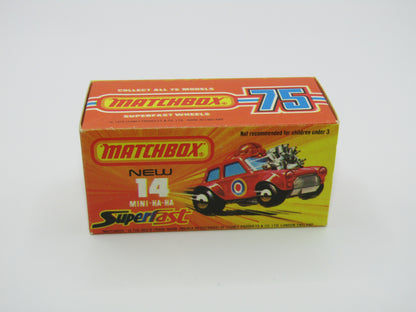 COLLECT ALL 75 MODELS
MATCHBOX
75
SUPERFAST WHEELS
Not recommended for children under 3
MATCHBOX
NEW
14
MINI-HA-HA
Superfast